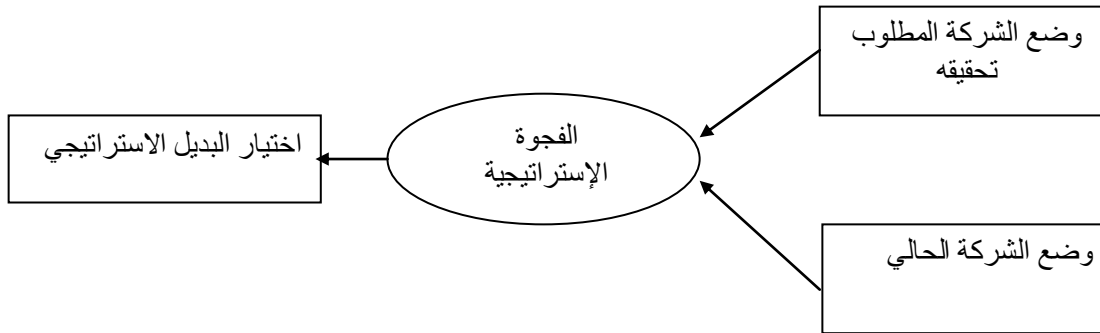 وضع الشركة المطلوب
تحقيقه
الفجوة
الإستراتيجية
اختيار البديل الاستراتيجي
وضع الشركة الحالي